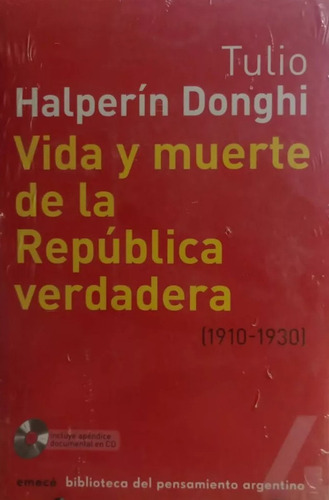 Tulio
Halperín Donghi
Vida y muerte
de la
República
verdadera
(1910-1930)
Incluye apéndice
documental en CD
emecé biblioteca del pensamiento argentino